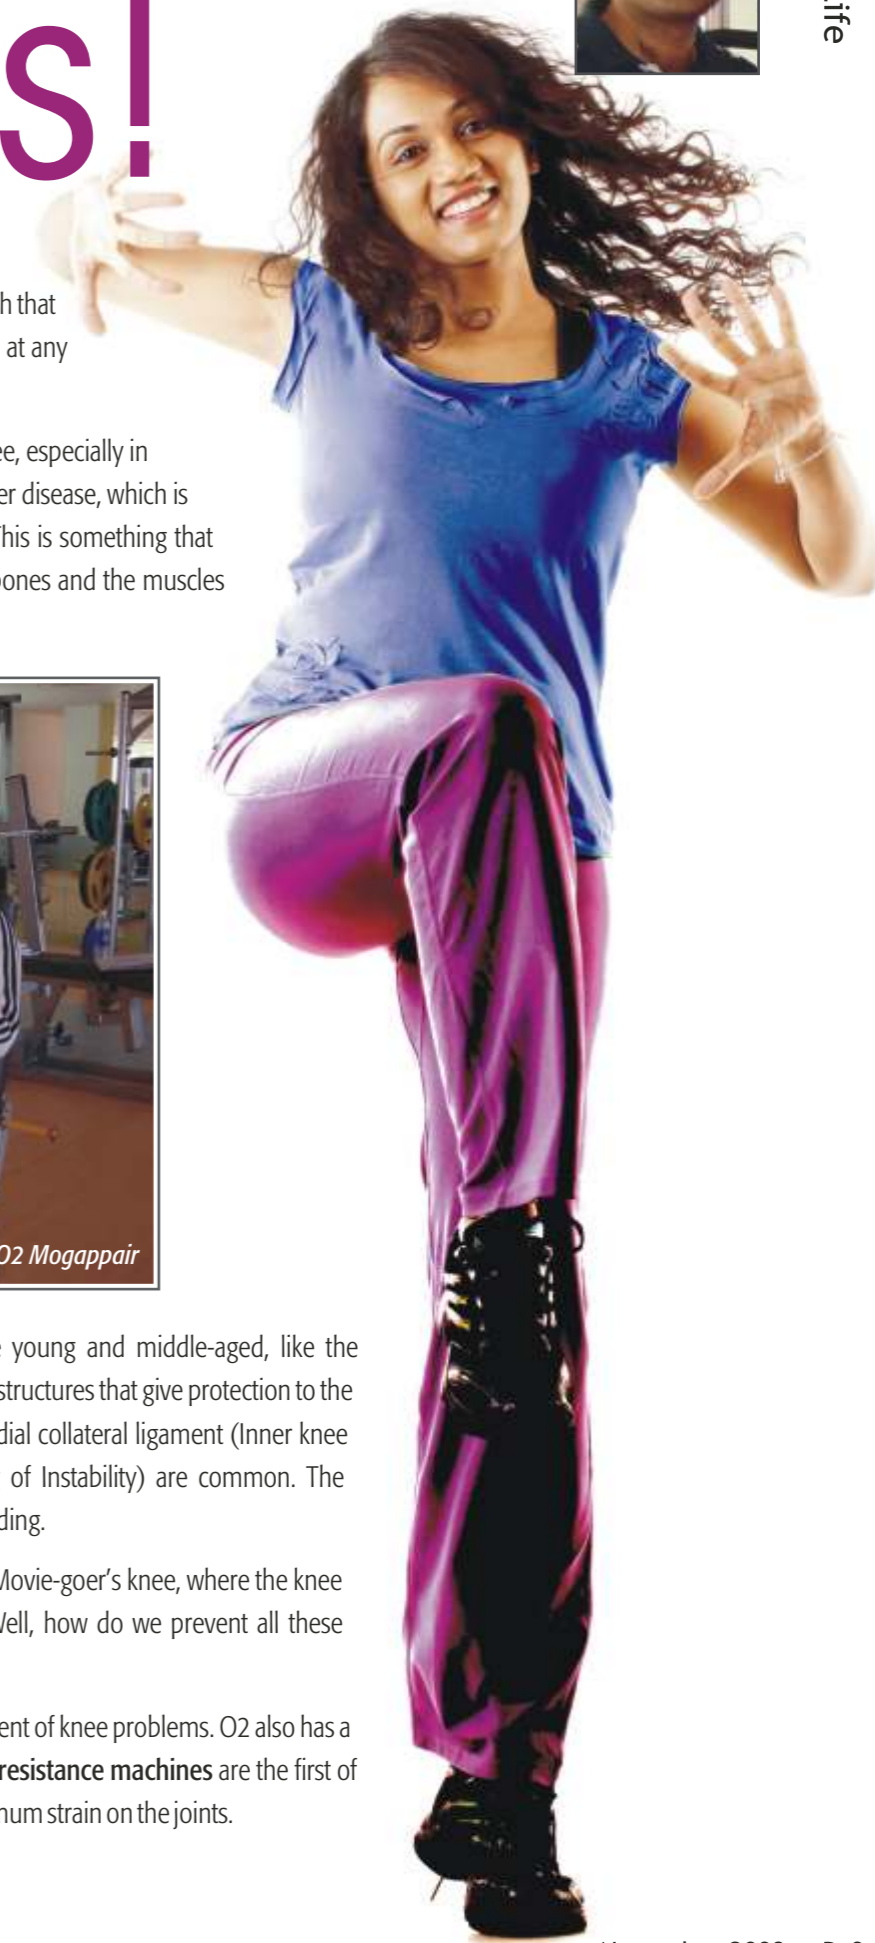 s!
ife
h that
at any
ee, especially in
er disease, which is
his is something that
ones and the muscles
O2 Mogappair
young and middle-aged, like the
structures that give protection to the
dial collateral ligament (Inner knee
of Instability) are common. The
ding.
Movie-goer's knee, where the knee
Well, how do we prevent all these
ent of knee problems. O2 also has a
resistance machines are the first of
num strain on the joints.